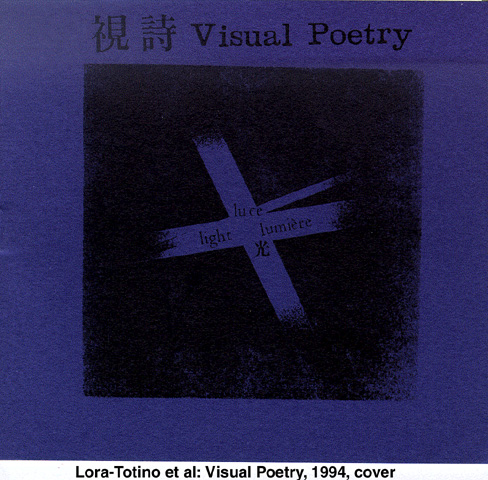 視詩 Visual Poetry
luce
light lumière
光
Lora-Totino et al: Visual Poetry, 1994, cover